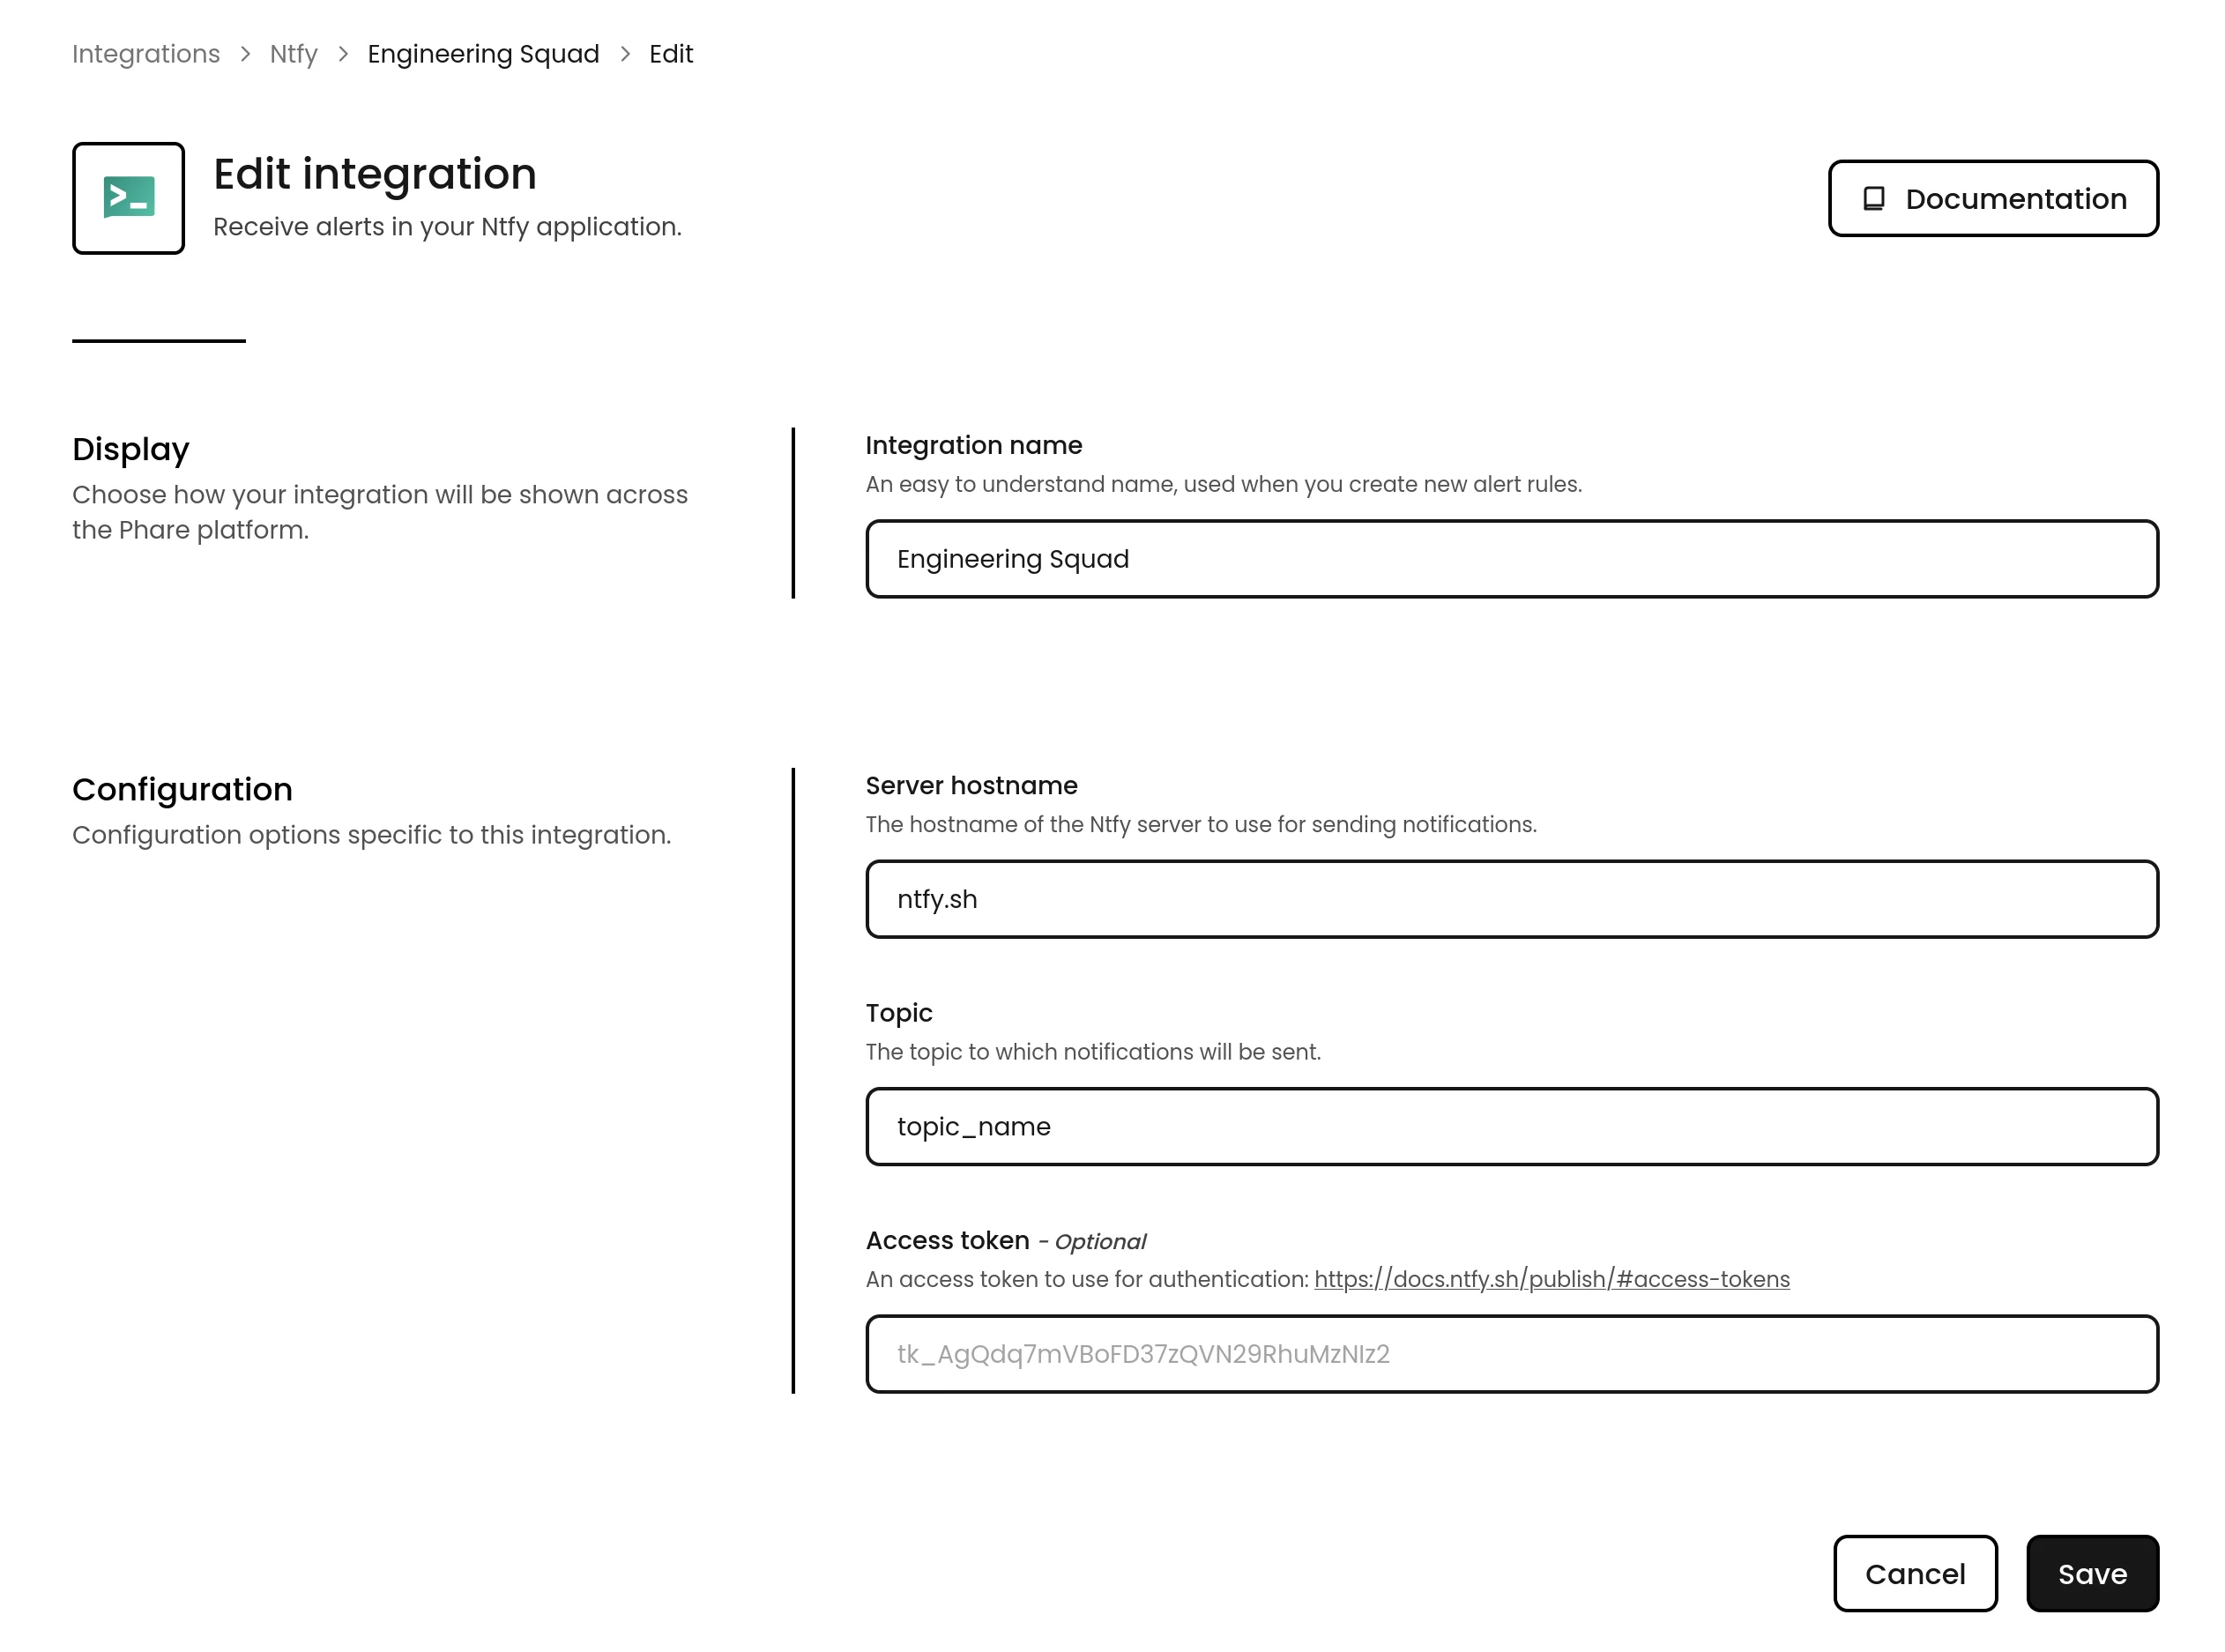 Integrations > Ntfy > Engineering Squad > Edit
Edit integration
Receive alerts in your Ntfy application.
Documentation
Display
Choose how your integration will be shown across
the Phare platform.
Integration name
An easy to understand name, used when you create new alert rules.
Engineering Squad
Configuration
Configuration options specific to this integration.
Server hostname
The hostname of the Ntfy server to use for sending notifications.
ntfy.sh
Topic
The topic to which notifications will be sent.
topic_name
Access token - Optional
An access token to use for authentication: https://docs.ntfy.sh/publish/#access-tokens
tk_AgQdq7mVBoFD37zQVN29RhuMzNIz2
Cancel
Save